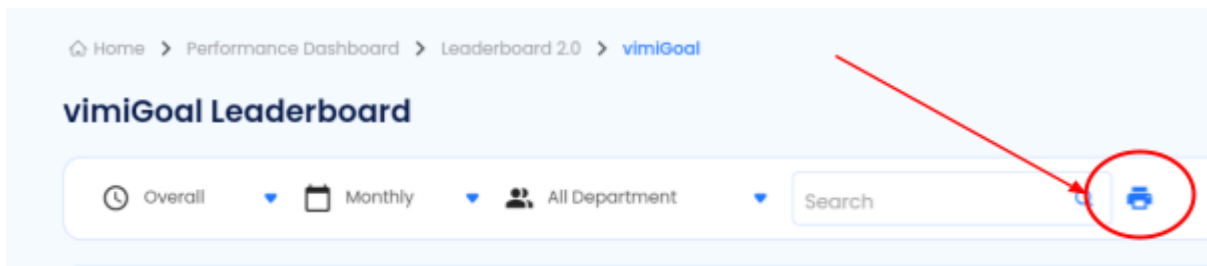 Home > Performance Dashboard > Leaderboard 2.0 > vimiGoal
vimiGoal Leaderboard
Overall Monthly All Department Search